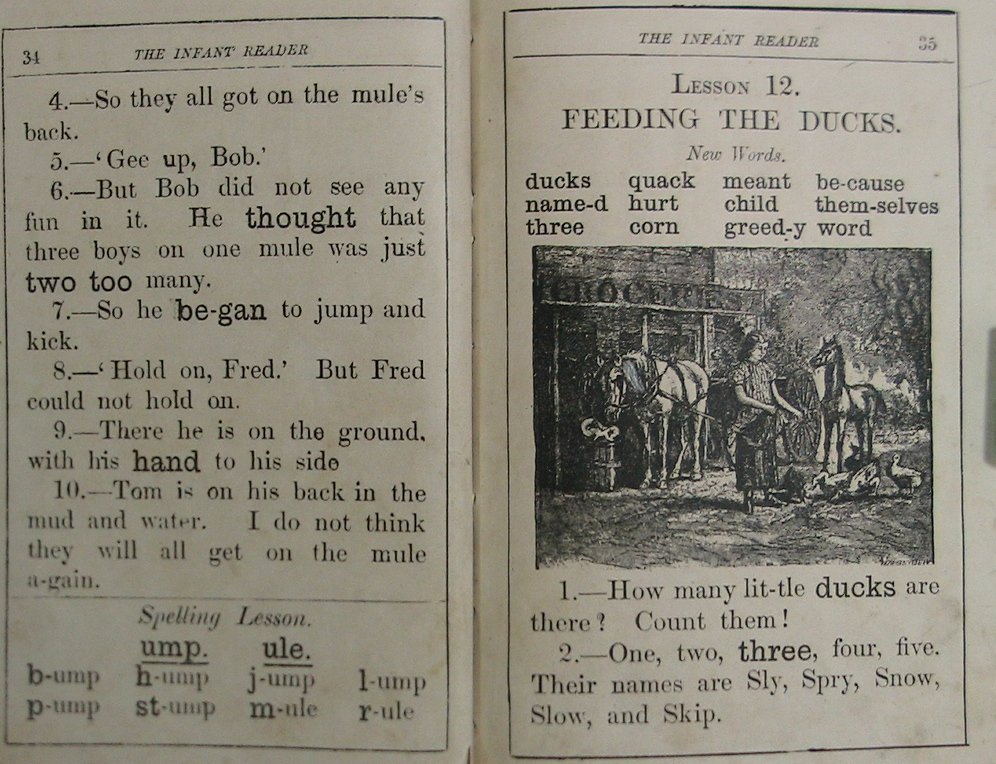 34 THE INFANT READER
4.—So they all got on the mule's
back.
5.—‘Gee up, Bob.’
6.—But Bob did not see any
fun in it. He thought that
three boys on one mule was just
two too many.
7.—So he be-gan to jump and
kick.
8.—‘Hold on, Fred.’ But Fred
could not hold on.
9.—There he is on the ground,
with his hand to his side
10.—Tom is on his back in the
mud and water. I do not think
they will all get on the mule
a-gain.
Spelling Lesson.
ump. ule.
b-ump h-ump j-ump l-ump
p-ump st-ump m-ule r-ule
THE INFANT READER 35
LESSON 12.
FEEDING THE DUCKS.
New Words.
ducks quack meant be-cause
name-d hurt child them-selves
three corn greed-y word
GROCERIES
1.—How many lit-tle ducks are
there? Count them!
2.—One, two, three, four, five.
Their names are Sly, Spry, Snow,
Slow, and Skip.